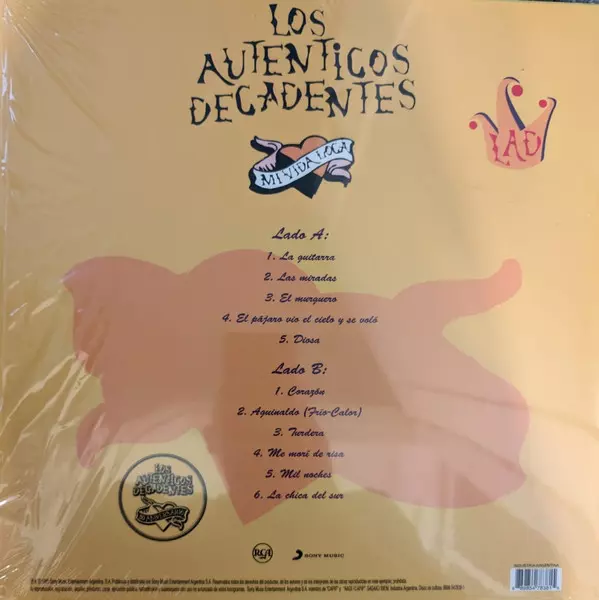 LOS
AUTENTICOS
DECADENTES
MI VIDA LOCA
LAD
Lado A:
1. La guitarra
2. Las miradas
3. El murguero
4. El pájaro vio el cielo y se voló
5. Diosa
Lado B:
1. Corazón
2. Aguinaldo (Frío-Calor)
3. Turdera
4. Me morí de risa
5. Mil noches
6. La chica del sur
LOS
AUTENTICOS
DECADENTES
RCA
SONY MUSIC
INDUSTRIA ARGENTINA